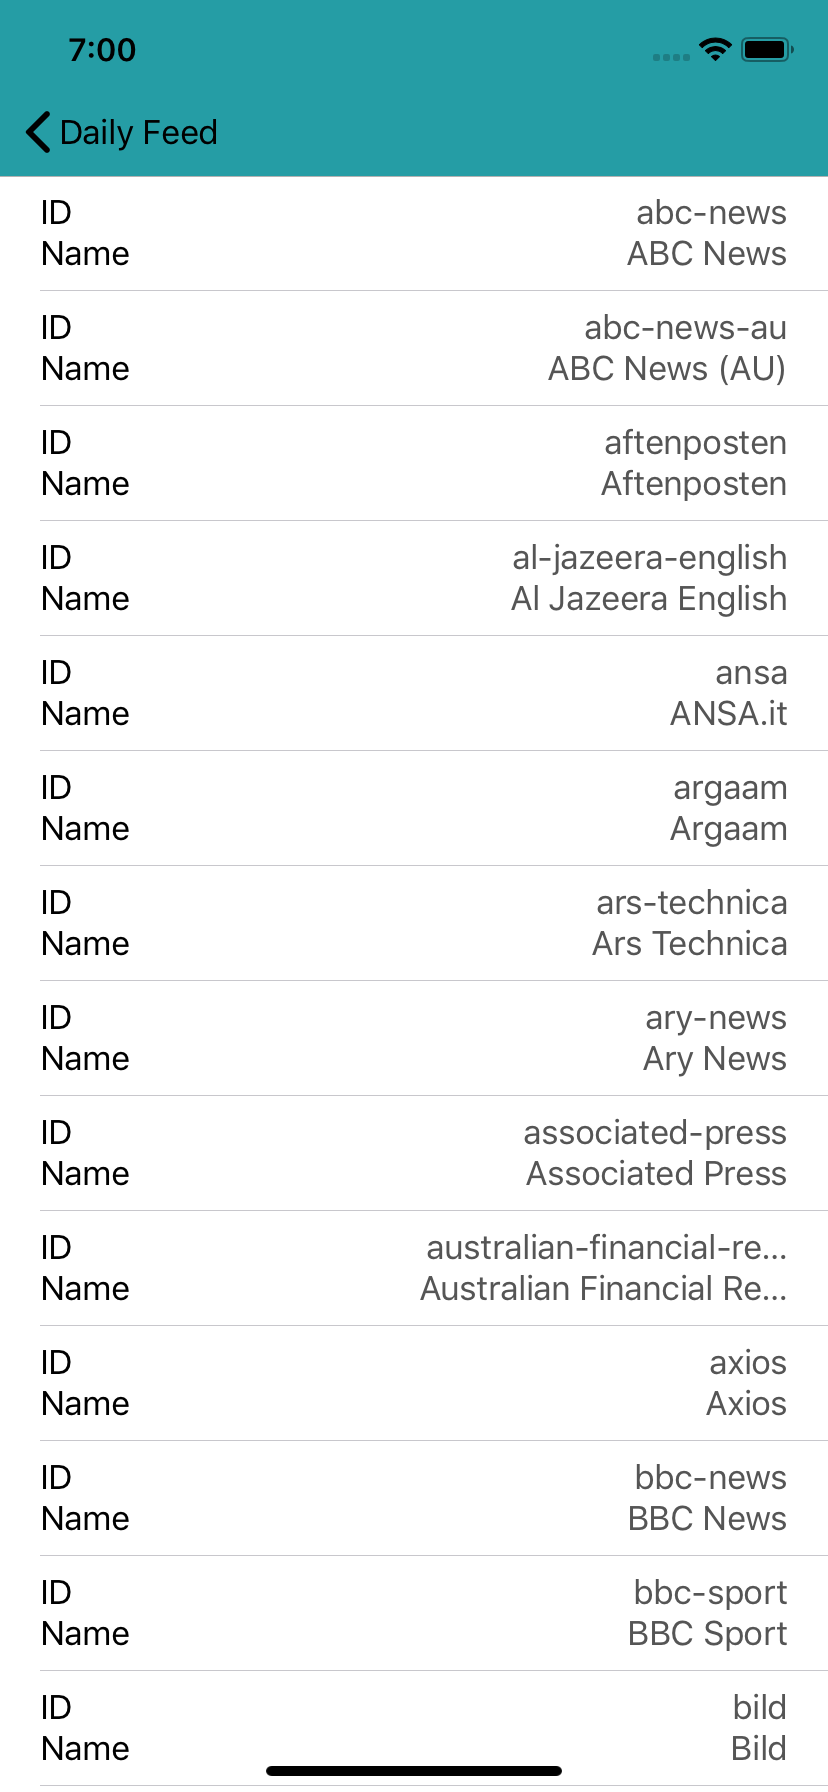 7:00
Daily Feed
ID abc-news
Name ABC News
ID abc-news-au
Name ABC News (AU)
ID aftenposten
Name Aftenposten
ID al-jazeera-english
Name Al Jazeera English
ID ansa
Name ANSA.it
ID argaam
Name Argaam
ID ars-technica
Name Ars Technica
ID ary-news
Name Ary News
ID associated-press
Name Associated Press
ID australian-financial-re...
Name Australian Financial Re...
ID axios
Name Axios
ID bbc-news
Name BBC News
ID bbc-sport
Name BBC Sport
ID bild
Name Bild